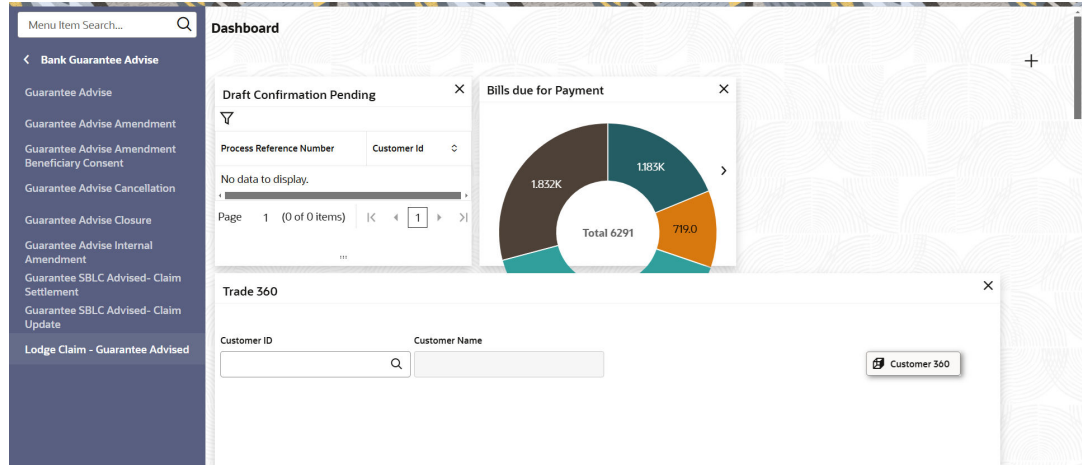 Menu Item Search...
Bank Guarantee Advise
Guarantee Advise
Guarantee Advise Amendment
Guarantee Advise Amendment
Beneficiary Consent
Guarantee Advise Cancellation
Guarantee Advise Closure
Guarantee Advise Internal
Amendment
Guarantee SBLC Advised- Claim
Settlement
Guarantee SBLC Advised- Claim
Update
Lodge Claim - Guarantee Advised
Dashboard
Draft Confirmation Pending
Process Reference Number Customer Id
No data to display.
Page 1 (0 of 0 items) 1
Bills due for Payment
1.183K
1.832K
719.0
Total 6291
Trade 360
Customer ID Customer Name
Customer 360